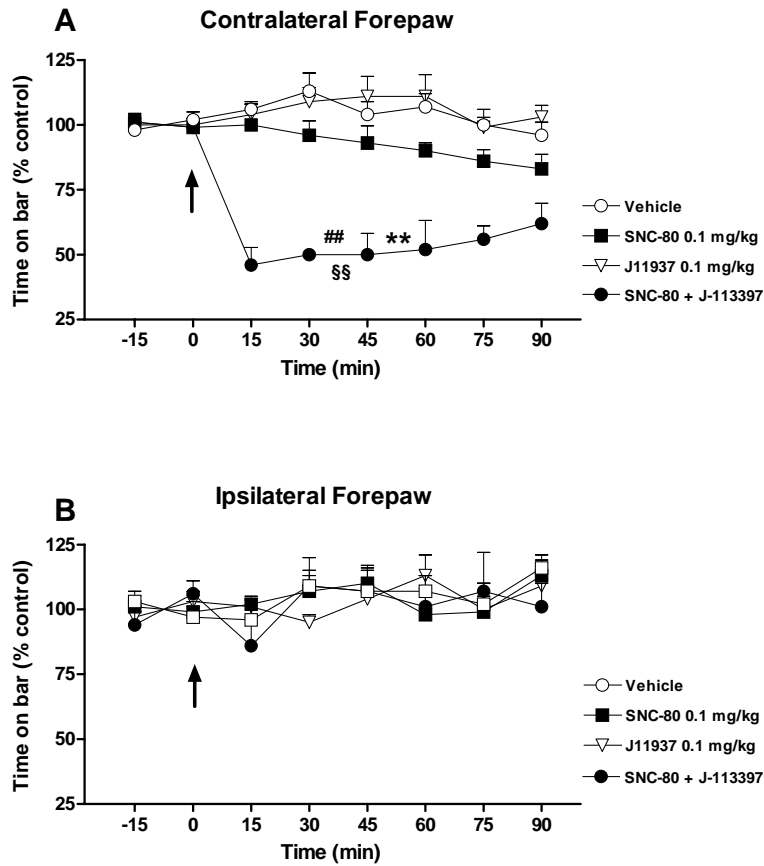 A
Contralateral Forepaw
125
100
75
50
25
Time on bar (% control)
##
**
§§
-15 0 15 30 45 60 75 90
Time (min)
Vehicle
SNC-80 0.1 mg/kg
J11937 0.1 mg/kg
SNC-80 + J-113397
B
Ipsilateral Forepaw
125
100
75
50
25
Time on bar (% control)
-15 0 15 30 45 60 75 90
Time (min)
Vehicle
SNC-80 0.1 mg/kg
J11937 0.1 mg/kg
SNC-80 + J-113397